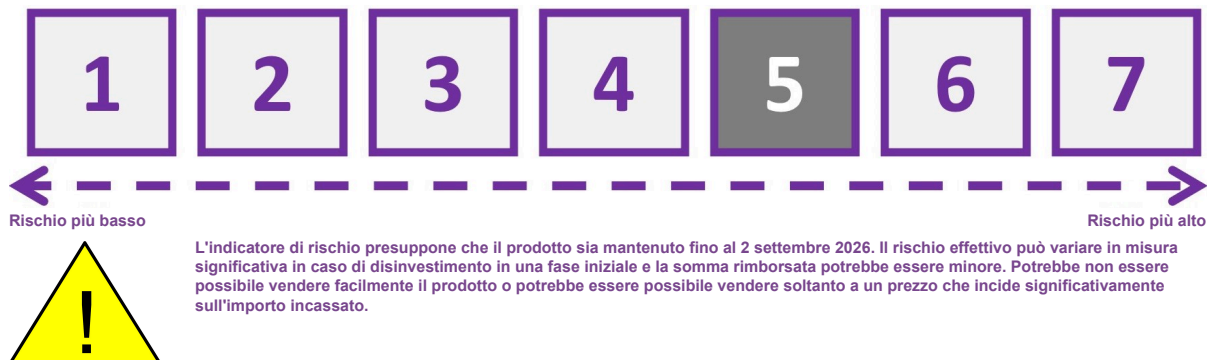 1 2 3 4 5 6 7
Rischio più basso Rischio più alto
L'indicatore di rischio presuppone che il prodotto sia mantenuto fino al 2 settembre 2026. Il rischio effettivo può variare in misura
significativa in caso di disinvestimento in una fase iniziale e la somma rimborsata potrebbe essere minore. Potrebbe non essere
possibile vendere facilmente il prodotto o potrebbe essere possibile vendere soltanto a un prezzo che incide significativamente
sull'importo incassato.
!